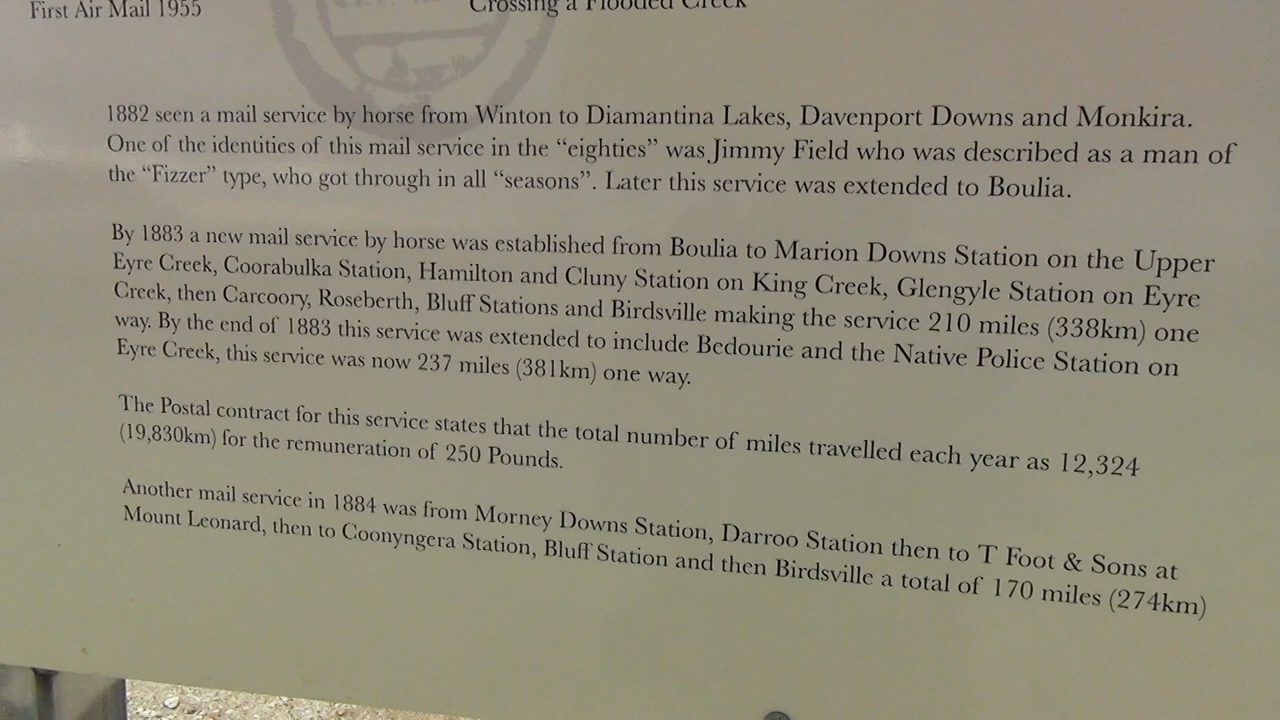 First Air Mail 1955
Crossing a Flooded Creek
1882 seen a mail service by horse from Winton to Diamantina Lakes, Davenport Downs and Monkira.
One of the identities of this mail service in the “eighties” was Jimmy Field who was described as a man of
the “Fizzer” type, who got through in all “seasons”. Later this service was extended to Boulia.
By 1883 a new mail service by horse was established from Boulia to Marion Downs Station on the Upper
Eyre Creek, Coorabulka Station, Hamilton and Cluny Station on King Creek, Glengyle Station on Eyre
Creek, then Carcoory, Roseberth, Bluff Stations and Birdsville making the service 210 miles (338km) one
way. By the end of 1883 this service was extended to include Bedourie and the Native Police Station on
Eyre Creek, this service was now 237 miles (381km) one way.
The Postal contract for this service states that the total number of miles travelled each year as 12,324
(19,830km) for the remuneration of 250 Pounds.
Another mail service in 1884 was from Morney Downs Station, Darroo Station then to T Foot & Sons at
Mount Leonard, then to Coonyngera Station, Bluff Station and then Birdsville a total of 170 miles (274km)